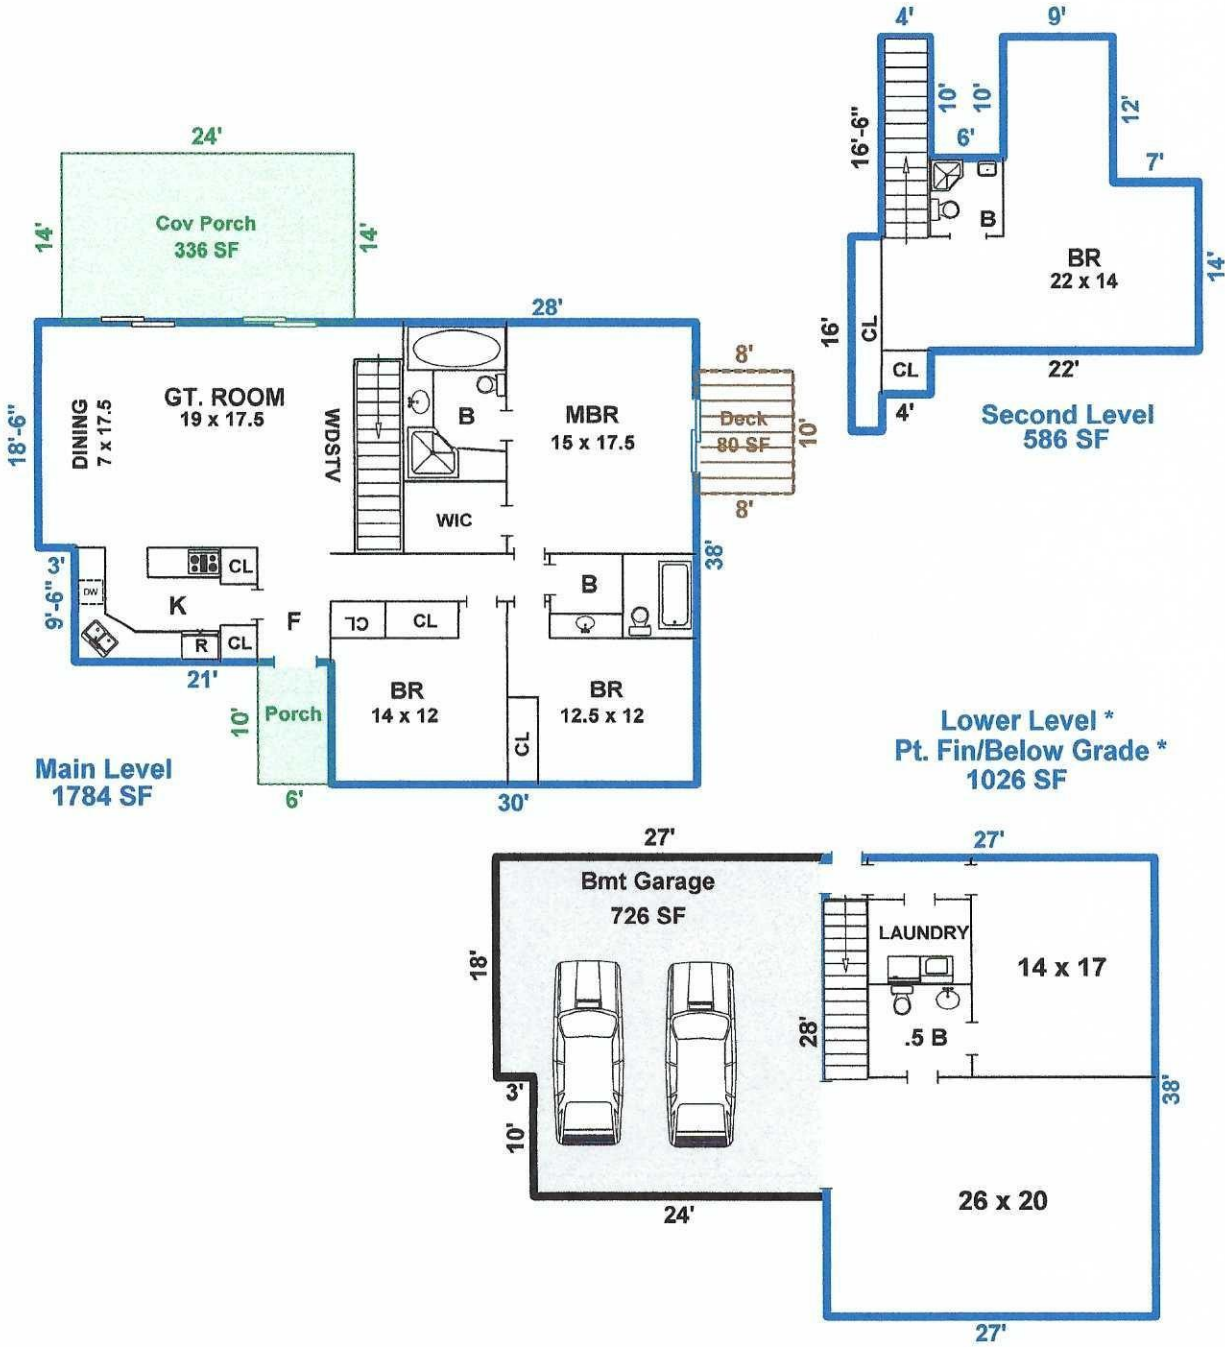 4'
9'
10'
10'
12'
16'-6"
6'
7'
B
BR
22 x 14
14'
16'
CL
CL
22'
4'
Second Level
586 SF
24'
Cov Porch
336 SF
14'
14'
28'
GT. ROOM
19 x 17.5
DINING
7 x 17.5
WDSTV
18'-6"
B
MBR
15 x 17.5
8'
Deck
80 SF
10'
8'
WIC
38'
3'
9'-6"
DW
K
CL
R
CL
F
CL
CL
B
21'
10'
Porch
BR
14 x 12
BR
12.5 x 12
CL
6'
30'
Main Level
1784 SF
Lower Level *
Pt. Fin/Below Grade *
1026 SF
27'
27'
Bmt Garage
726 SF
18'
LAUNDRY
14 x 17
28'
.5 B
3'
10'
38'
26 x 20
24'
27'